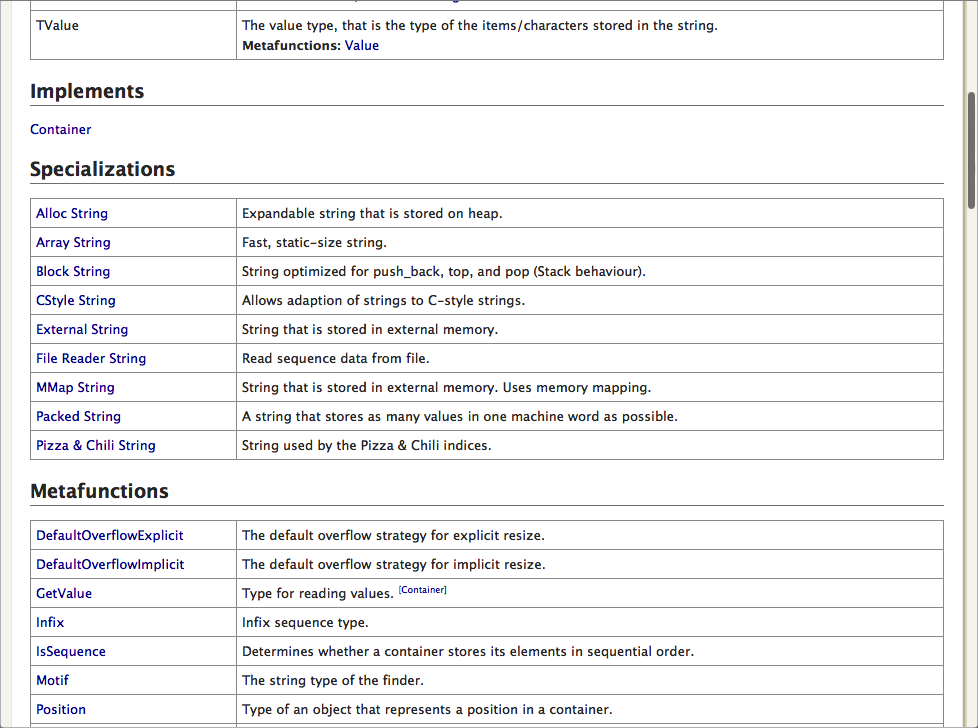 TValue The value type, that is the type of the items/characters stored in the string.
Metafunctions: Value
Implements
Container
Specializations
Alloc String Expandable string that is stored on heap.
Array String Fast, static-size string.
Block String String optimized for push_back, top, and pop (Stack behaviour).
CStyle String Allows adaption of strings to C-style strings.
External String String that is stored in external memory.
File Reader String Read sequence data from file.
MMap String String that is stored in external memory. Uses memory mapping.
Packed String A string that stores as many values in one machine word as possible.
Pizza & Chili String String used by the Pizza & Chili indices.
Metafunctions
DefaultOverflowExplicit The default overflow strategy for explicit resize.
DefaultOverflowImplicit The default overflow strategy for implicit resize.
GetValue Type for reading values. [Container]
Infix Infix sequence type.
IsSequence Determines whether a container stores its elements in sequential order.
Motif The string type of the finder.
Position Type of an object that represents a position in a container.